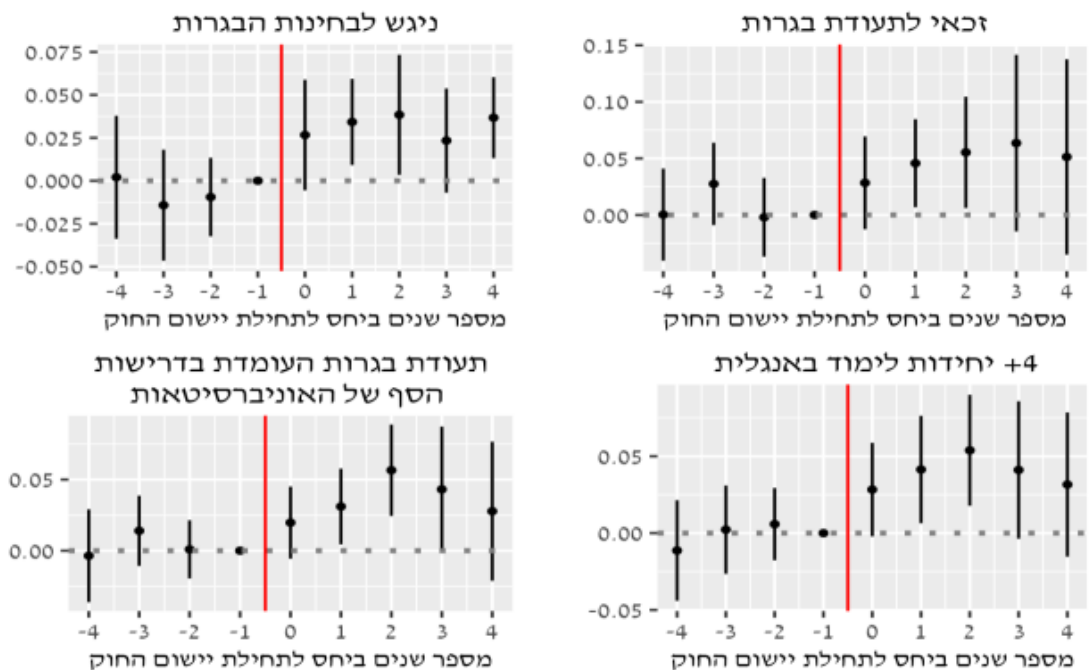 ניגש לבחינות הבגרות
0.075
0.050
0.025
0.000
-0.025
-0.050
-4 -3 -2 -1 0 1 2 3 4
מספר שנים ביחס לתחילת יישום החוק
זכאי לתעודת בגרות
0.15
0.10
0.05
0.00
-4 -3 -2 -1 0 1 2 3 4
מספר שנים ביחס לתחילת יישום החוק
תעודת בגרות העומדת בדרישות
הסף של האוניברסיטאות
0.05
0.00
-4 -3 -2 -1 0 1 2 3 4
מספר שנים ביחס לתחילת יישום החוק
4+ יחידות לימוד באנגלית
0.05
0.00
-0.05
-4 -3 -2 -1 0 1 2 3 4
מספר שנים ביחס לתחילת יישום החוק